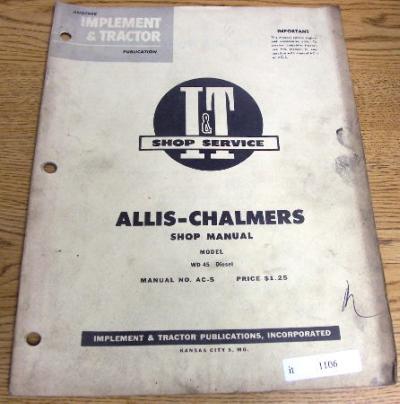 IMPLEMENT
& TRACTOR
PUBLICATION
IMPORTANT
I&T
SHOP SERVICE
ALLIS-CHALMERS
SHOP MANUAL
MODEL
WD 45 Diesel
MANUAL NO. AC-5 PRICE $1.25
IMPLEMENT & TRACTOR PUBLICATIONS, INCORPORATED
KANSAS CITY 5, MO.
it 1106